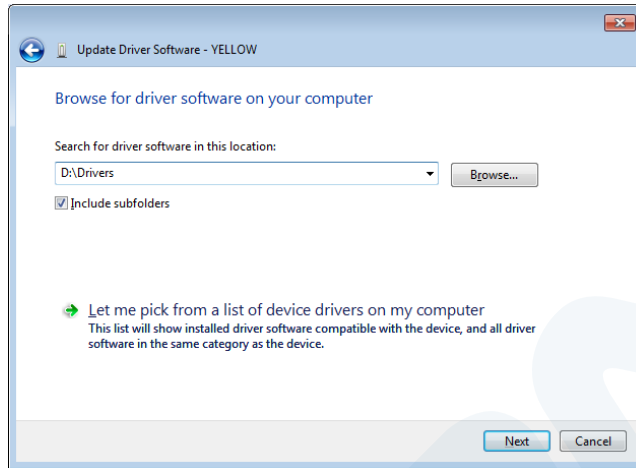 Update Driver Software - YELLOW
Browse for driver software on your computer
Search for driver software in this location:
D:\Drivers
Browse...
Include subfolders
Let me pick from a list of device drivers on my computer
This list will show installed driver software compatible with the device, and all driver
software in the same category as the device.
Next
Cancel